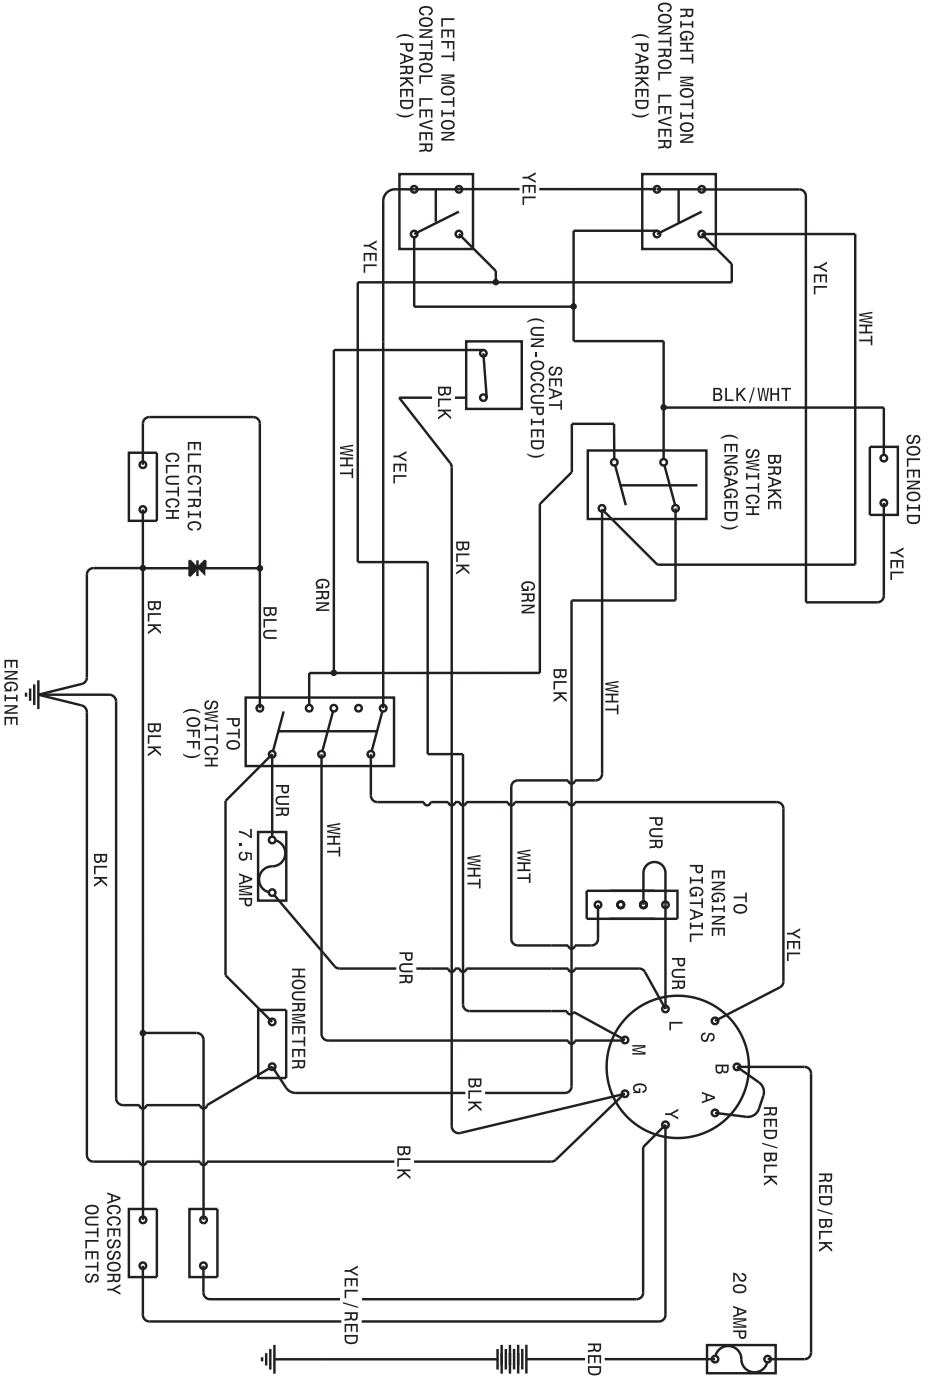 RIGHT MOTION
CONTROL LEVER
(PARKED)
LEFT MOTION
CONTROL LEVER
(PARKED)
YEL
YEL
YEL
WHT
BLK/WHT
SOLENOID
YEL
SEAT
(UN-OCCUPIED)
BLK
WHT
YEL
BRAKE
SWITCH
(ENGAGED)
ELECTRIC
CLUTCH
BLK
BLU
GRN
BLK
GRN
BLK
WHT
ENGINE
BLK
PTO
SWITCH
(OFF)
PUR
7.5 AMP
WHT
WHT
WHT
BLK
PUR
TO
ENGINE
PIGTAIL
YEL
PUR
PUR
HOURMETER
L
S
M
B
G
A
Y
BLK
RED/BLK
BLK
RED/BLK
ACCESSORY
OUTLETS
YEL/RED
20 AMP
RED